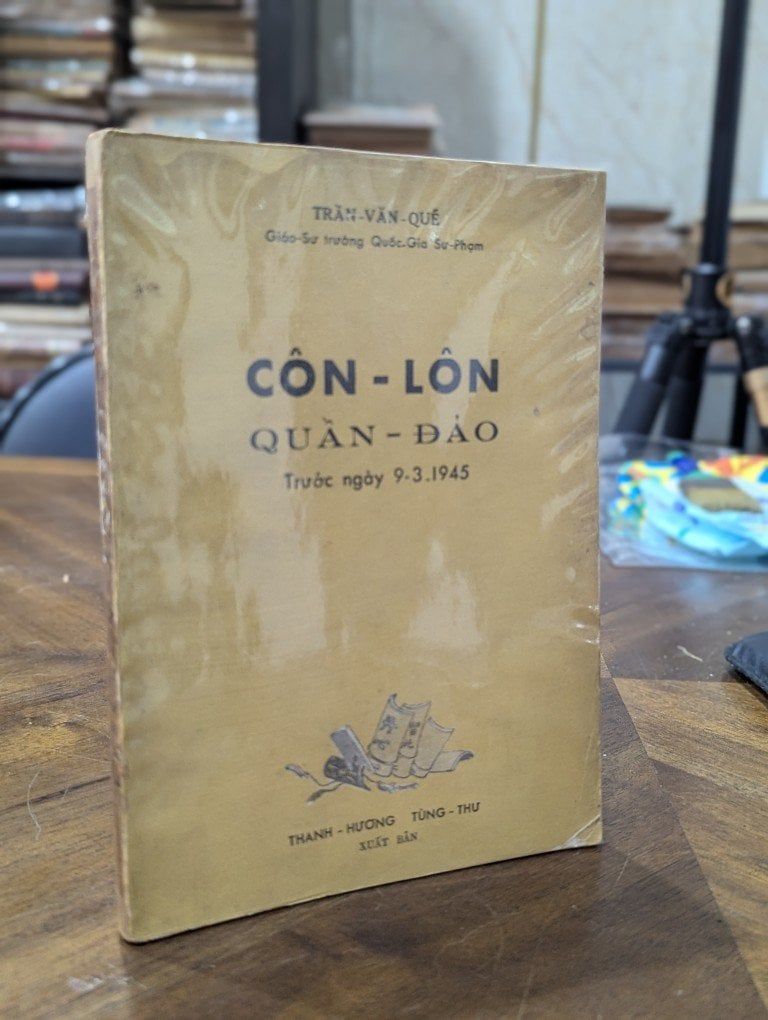 TRẦN-VĂN-QUẾ
Giáo-Sư trường Quốc-Gia Sư-Phạm
CÔN-LÔN
QUẦN-ĐẢO
Trước ngày 9-3.1945
THANH-HƯƠNG TÙNG-THƯ
XUẤT BẢN